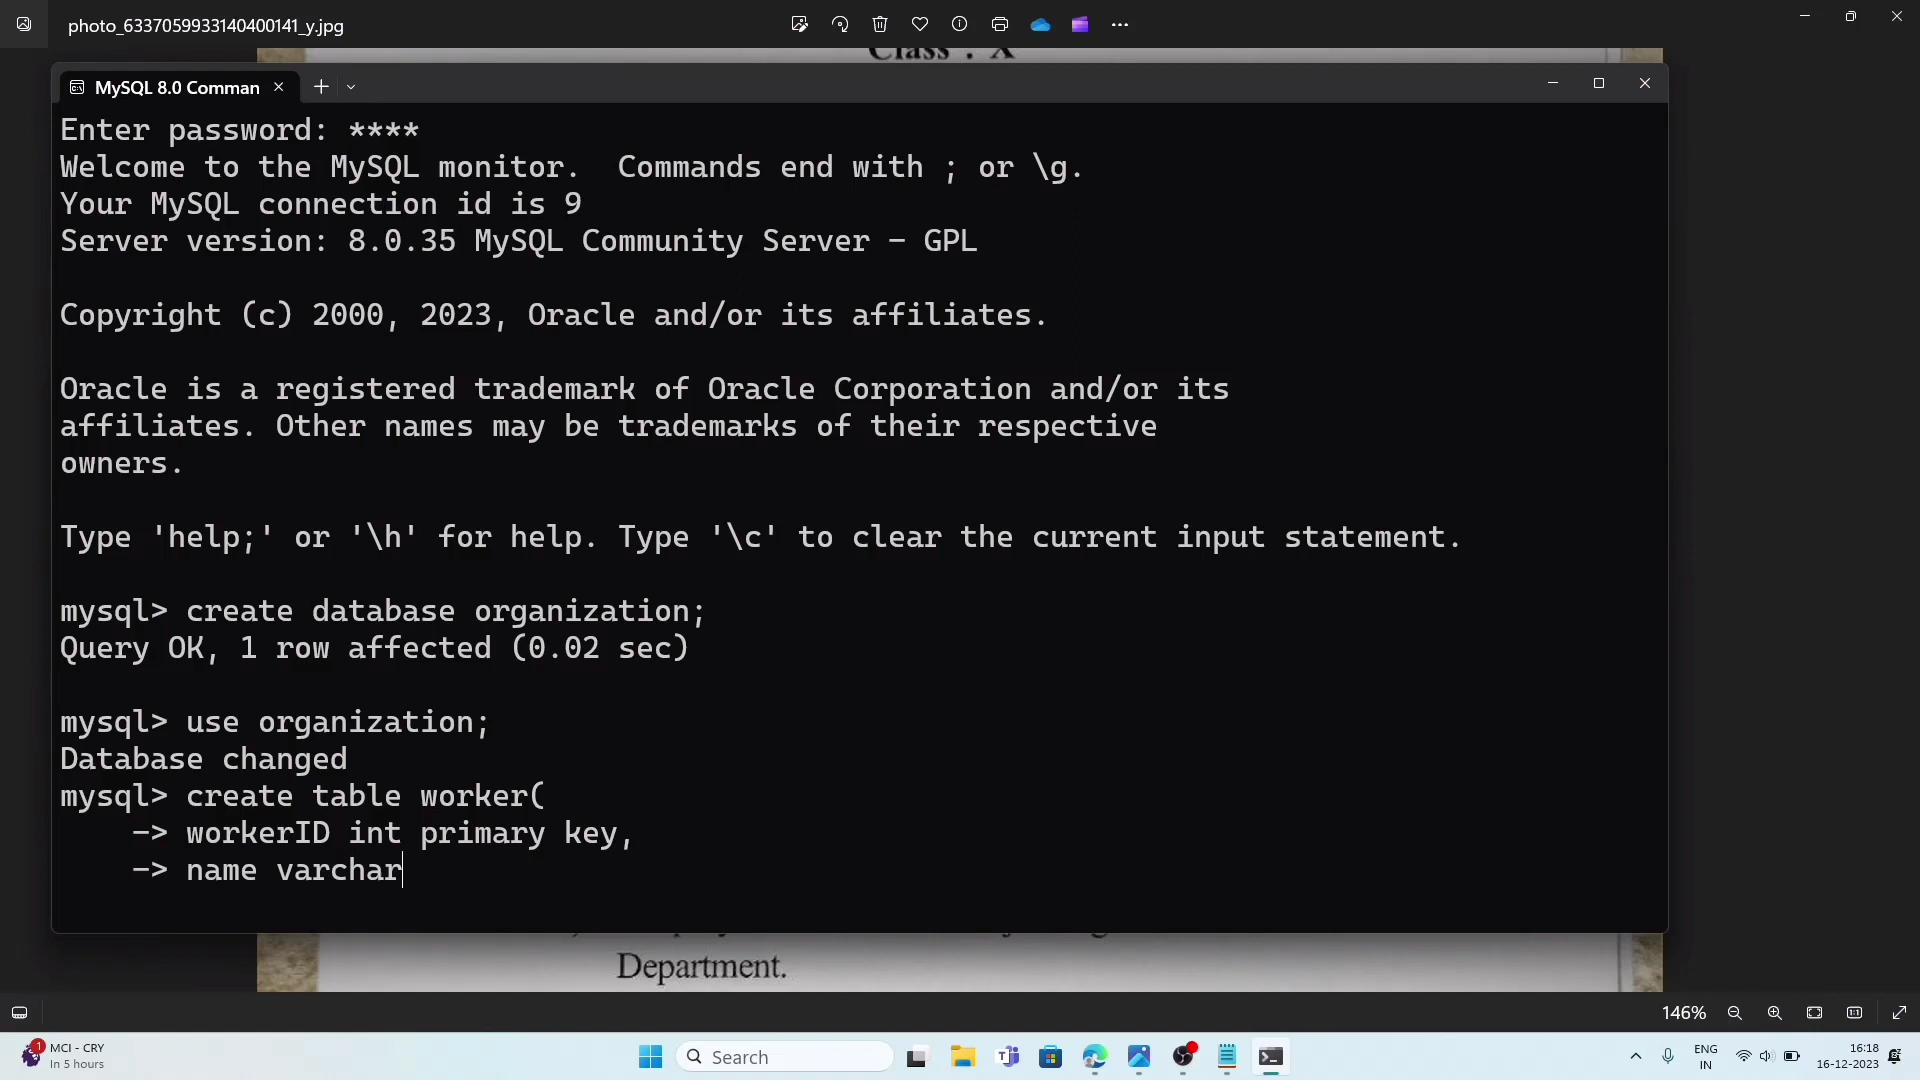 photo_6337059933140400141_y.jpg
Class : X
MySQL 8.0 Comman
Enter password: ****
Welcome to the MySQL monitor.  Commands end with ; or \g.
Your MySQL connection id is 9
Server version: 8.0.35 MySQL Community Server - GPL
Copyright (c) 2000, 2023, Oracle and/or its affiliates.
Oracle is a registered trademark of Oracle Corporation and/or its
affiliates. Other names may be trademarks of their respective
owners.
Type 'help;' or '\h' for help. Type '\c' to clear the current input statement.
mysql> create database organization;
Query OK, 1 row affected (0.02 sec)
mysql> use organization;
Database changed
mysql> create table worker(
    -> workerID int primary key,
    -> name varchar
Department.
146%
1
MCI - CRY
In 5 hours
Search
ENG
IN
16:18
16-12-2023